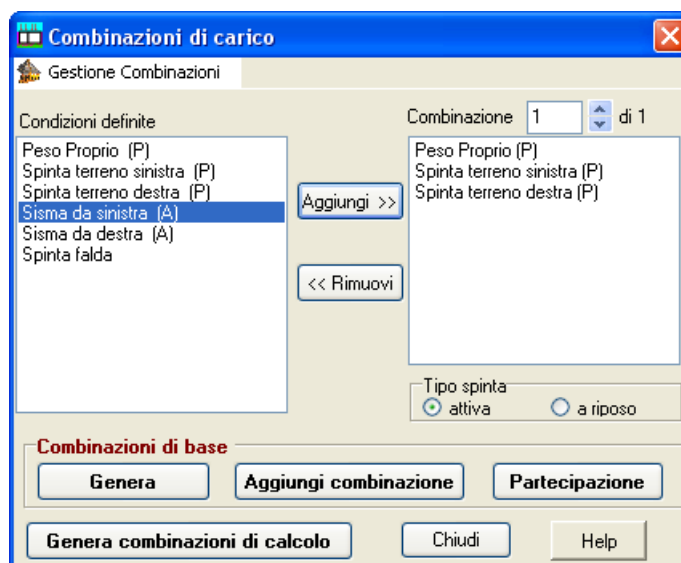 Combinazioni di carico
Gestione Combinazioni
Condizioni definite
Peso Proprio (P)
Spinta terreno sinistra (P)
Spinta terreno destra (P)
Sisma da sinistra (A)
Sisma da destra (A)
Spinta falda
Aggiungi >>
<< Rimuovi
Combinazione 1 di 1
Peso Proprio (P)
Spinta terreno sinistra (P)
Spinta terreno destra (P)
Tipo spinta
attiva a riposo
Combinazioni di base
Genera Aggiungi combinazione Partecipazione
Genera combinazioni di calcolo Chiudi Help